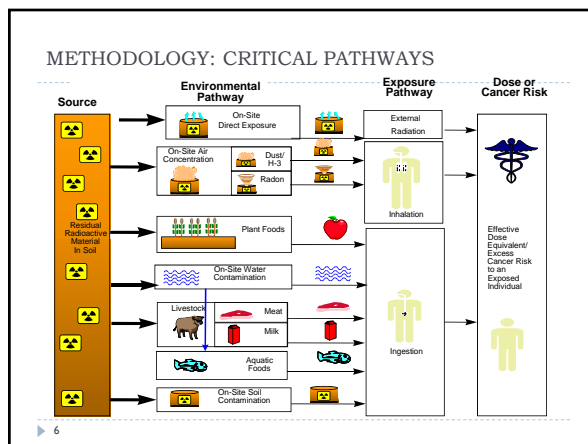 METHODOLOGY: CRITICAL PATHWAYS
Source
Environmental
Pathway
Exposure
Pathway
Dose or
Cancer Risk
Residual
Radioactive
Material
In Soil
On-Site
Direct Exposure
On-Site Air
Concentration
Dust/
H-3
Radon
Plant Foods
On-Site Water
Contamination
Livestock
Meat
Milk
Aquatic
Foods
On-Site Soil
Contamination
External
Radiation
Inhalation
Ingestion
Effective
Dose
Equivalent/
Excess
Cancer Risk
to an
Exposed
Individual
6